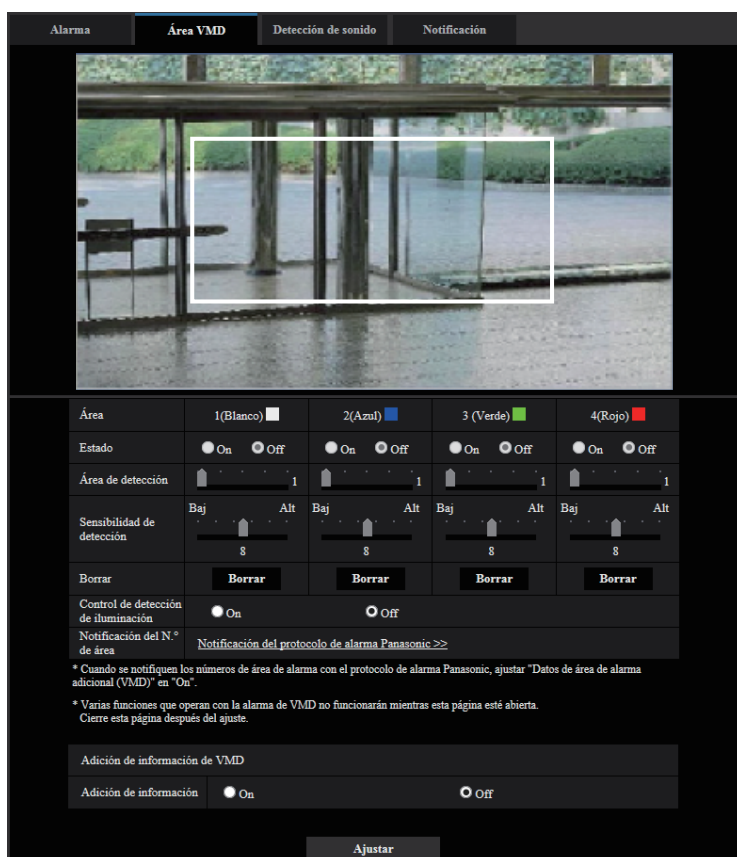 Alarma Área VMD Detección de sonido Notificación
Área 1(Blanco) 2(Azul) 3 (Verde) 4(Rojo)
Estado On Off On Off On Off On Off
Área de detección 1 1 1 1
Baj Alt Baj Alt Baj Alt Baj Alt
Sensibilidad de
detección
8 8 8 8
Borrar Borrar Borrar Borrar Borrar
Control de detección
de iluminación On Off
Notificación del N.°
de área Notificación del protocolo de alarma Panasonic >>
* Cuando se notifiquen los números de área de alarma con el protocolo de alarma Panasonic, ajustar "Datos de área de alarma
adicional (VMD)" en "On".
* Varias funciones que operan con la alarma de VMD no funcionarán mientras esta página esté abierta.
Cierre esta página después del ajuste.
Adición de información de VMD
Adición de información On Off
Ajustar